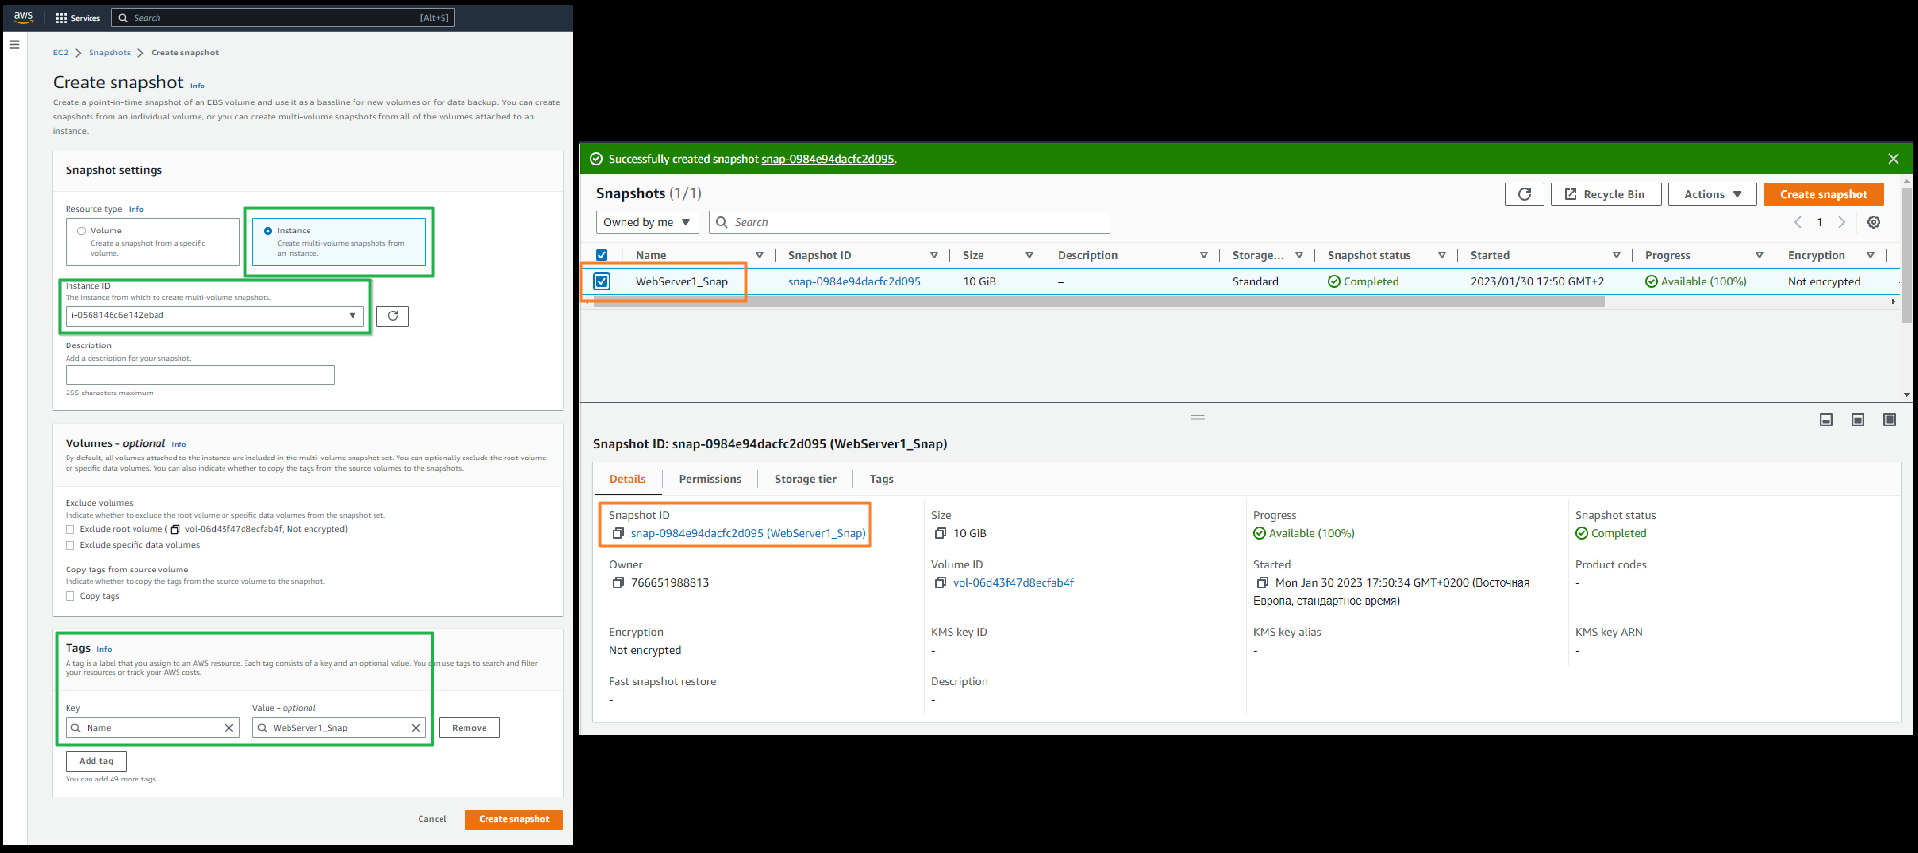 aws
Services
Search
[Alt+S]
EC2 > Snapshots > Create snapshot
Create snapshot Info
Create a point-in-time snapshot of an EBS volume and use it as a baseline for new volumes or for data backup. You can create
snapshots from an individual volume, or you can create multi-volume snapshots from all of the volumes attached to an
instance.
Snapshot settings
Resource type Info
Volume
Create a snapshot from a specific
volume.
Instance
Create multi-volume snapshots from
an instance.
Instance ID
The instance from which to create multi-volume snapshots.
i-0568146c6e142ebad
Description
Add a description for your snapshot.
255 characters maximum
Volumes - optional Info
By default, all volumes attached to the instance are included in the multi-volume snapshot set. You can optionally exclude the root volume
or specific data volumes. You can also indicate whether to copy the tags from the source volumes to the snapshots.
Exclude volumes
Indicate whether to exclude the root volume or specific data volumes from the snapshot set.
Exclude root volume ( vol-06d43f47d8ecfab4f, Not encrypted)
Exclude specific data volumes
Copy tags from source volume
Indicate whether to copy the tags from the source volume to the snapshot.
Copy tags
Tags Info
A tag is a label that you assign to an AWS resource. Each tag consists of a key and an optional value. You can use tags to search and filter
your resources or track your AWS costs.
Key
Value - optional
Name
WebServer1_Snap
Remove
Add tag
You can add 49 more tags
Cancel
Create snapshot
Successfully created snapshot snap-0984e94dacfc2d095.
Snapshots (1/1)
Recycle Bin
Actions
Create snapshot
Owned by me
Search
1
Name Snapshot ID Size Description Storage... Snapshot status Started Progress Encryption
WebServer1_Snap snap-0984e94dacfc2d095 10 GiB – Standard Completed 2023/01/30 17:50 GMT+2 Available (100%) Not encrypted
Snapshot ID: snap-0984e94dacfc2d095 (WebServer1_Snap)
Details Permissions Storage tier Tags
Snapshot ID
snap-0984e94dacfc2d095 (WebServer1_Snap)
Size
10 GiB
Progress
Available (100%)
Snapshot status
Completed
Owner
766651988813
Volume ID
vol-06d43f47d8ecfab4f
Started
Mon Jan 30 2023 17:50:34 GMT+0200 (Восточная
Европа, стандартное время)
Product codes
-
Encryption
Not encrypted
KMS key ID
-
KMS key alias
-
KMS key ARN
-
Fast snapshot restore
-
Description
-